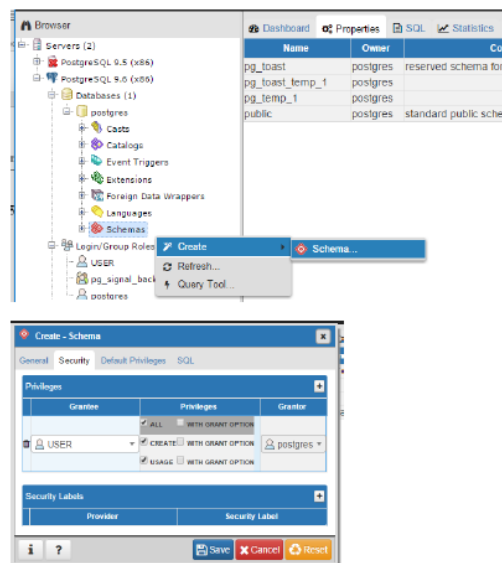 Browser
Dashboard Properties SQL Statistics
Servers (2)
Name Owner Co
PostgreSQL 9.5 (x86)
pg_toast postgres reserved schema for
PostgreSQL 9.6 (x86)
pg_toast_temp_1 postgres
Databases (1)
pg_temp_1 postgres
postgres
public postgres standard public sche
Casts
Catalogs
Event Triggers
Extensions
Foreign Data Wrappers
Languages
Schemas
Create Schema...
Login/Group Roles
Refresh...
USER
pg_signal_back
Query Tool...
postgres
Create - Schema
General Security Default Privileges SQL
Privileges
Grantee Privileges Grantor
ALL WITH GRANT OPTION
USER CREATE WITH GRANT OPTION postgres
USAGE WITH GRANT OPTION
Security Labels
Provider Security Label
i ? Save Cancel Reset